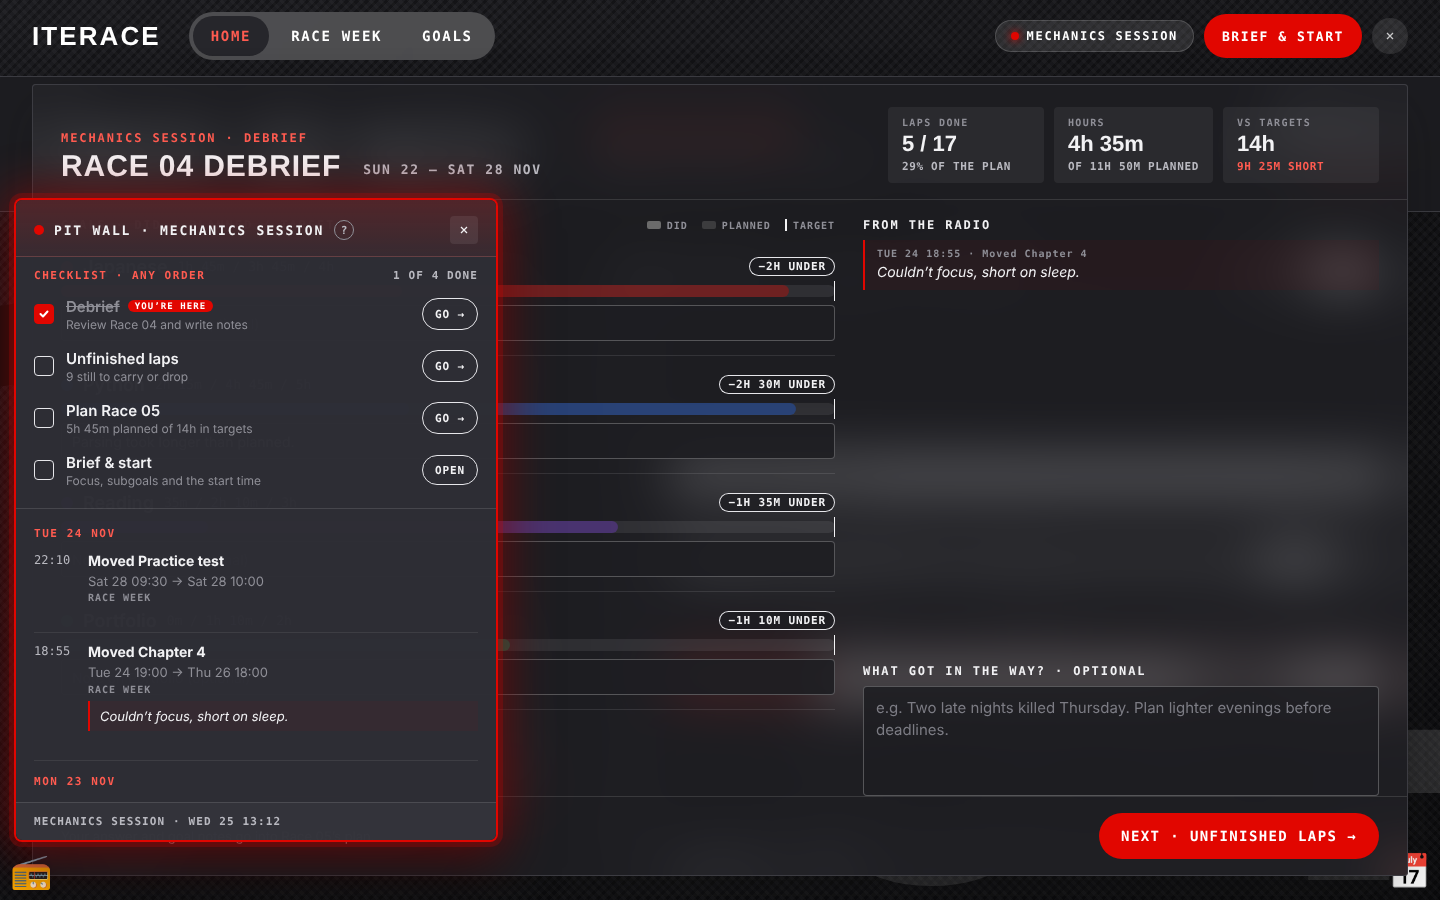 ITERACE
HOME
RACE WEEK
GOALS
MECHANICS SESSION
BRIEF & START
×
MECHANICS SESSION · DEBRIEF
RACE 04 DEBRIEF
SUN 22 – SAT 28 NOV
LAPS DONE
5 / 17
29% OF THE PLAN
HOURS
4h 35m
OF 11H 50M PLANNED
VS TARGETS
14h
9H 25M SHORT
PIT WALL · MECHANICS SESSION ?
×
CHECKLIST · ANY ORDER
1 OF 4 DONE
Debrief YOU'RE HERE
Review Race 04 and write notes
GO →
Unfinished laps
9 still to carry or drop
GO →
Plan Race 05
5h 45m planned of 14h in targets
GO →
Brief & start
Focus, subgoals and the start time
OPEN
TUE 24 NOV
22:10 Moved Practice test
Sat 28 09:30 → Sat 28 10:00
RACE WEEK
18:55 Moved Chapter 4
Tue 24 19:00 → Thu 26 18:00
RACE WEEK
Couldn't focus, short on sleep.
MON 23 NOV
MECHANICS SESSION · WED 25 13:12
DID
PLANNED
TARGET
−2H UNDER
−2H 30M UNDER
−1H 35M UNDER
−1H 10M UNDER
FROM THE RADIO
TUE 24 18:55 · Moved Chapter 4
Couldn't focus, short on sleep.
WHAT GOT IN THE WAY? · OPTIONAL
e.g. Two late nights killed Thursday. Plan lighter evenings before
deadlines.
NEXT · UNFINISHED LAPS →
July
17